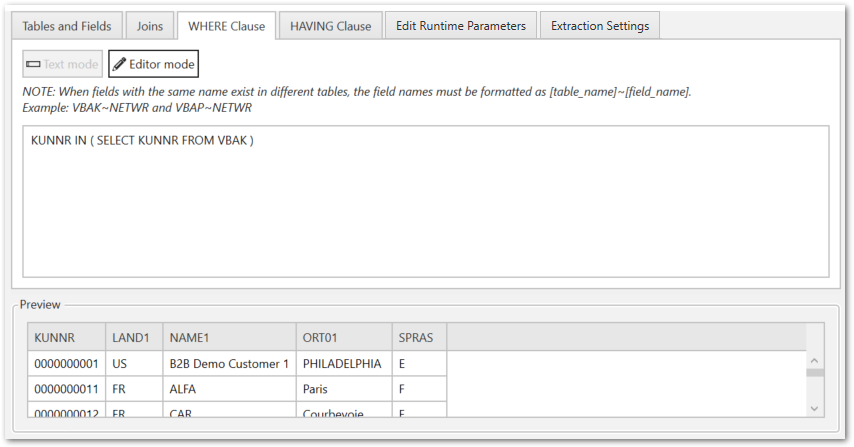 Tables and Fields Joins WHERE Clause HAVING Clause Edit Runtime Parameters Extraction Settings
Text mode Editor mode
NOTE: When fields with the same name exist in different tables, the field names must be formatted as [table_name]~[field_name].
Example: VBAK~NETWR and VBAP~NETWR
KUNNR IN ( SELECT KUNNR FROM VBAK )
Preview
KUNNR LAND1 NAME1 ORT01 SPRAS
0000000001 US B2B Demo Customer 1 PHILADELPHIA E
0000000011 FR ALFA Paris F
0000000012 FR CAR Courbevoie F